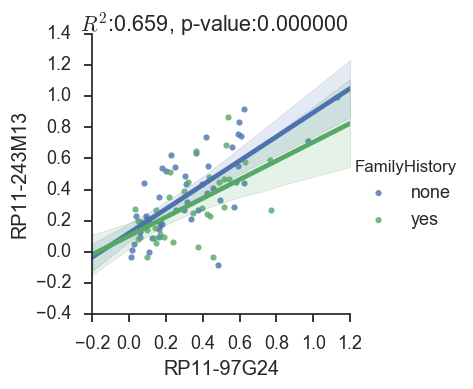 R²:0.659, p-value:0.000000
1.4
1.2
1.0
0.8
0.6
0.4
0.2
0.0
−0.2
−0.4
RP11-243M13
−0.2 0.0 0.2 0.4 0.6 0.8 1.0 1.2
RP11-97G24
FamilyHistory
none
yes